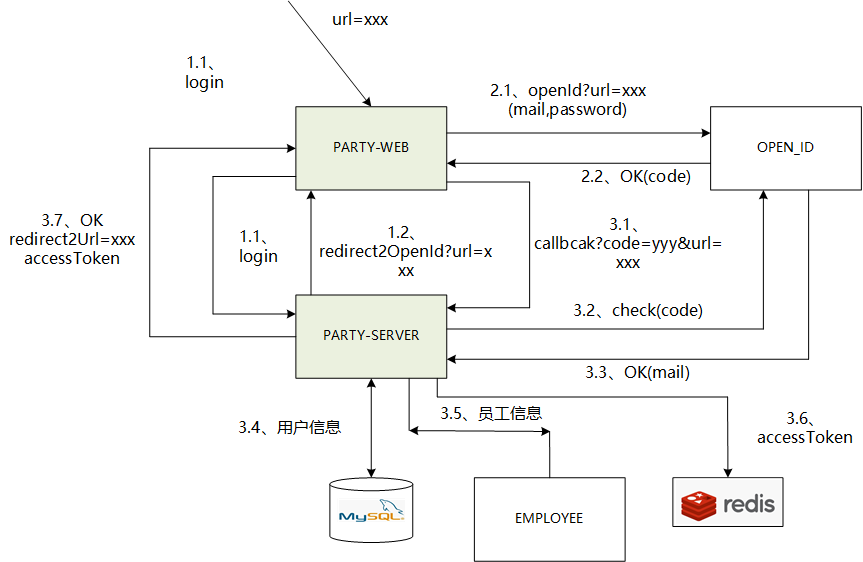 url=xxx
1.1、
login
2.1、openId?url=xxx
(mail,password)
PARTY-WEB
OPEN_ID
2.2、OK(code)
3.7、OK
redirect2Url=xxx
accessToken
1.1、
login
1.2、
redirect2OpenId?url=x
xx
3.1、
callbcak?code=yyy&url=
xxx
3.2、check(code)
PARTY-SERVER
3.3、OK(mail)
3.4、用户信息
3.5、员工信息
3.6、
accessToken
MySQL
EMPLOYEE
redis